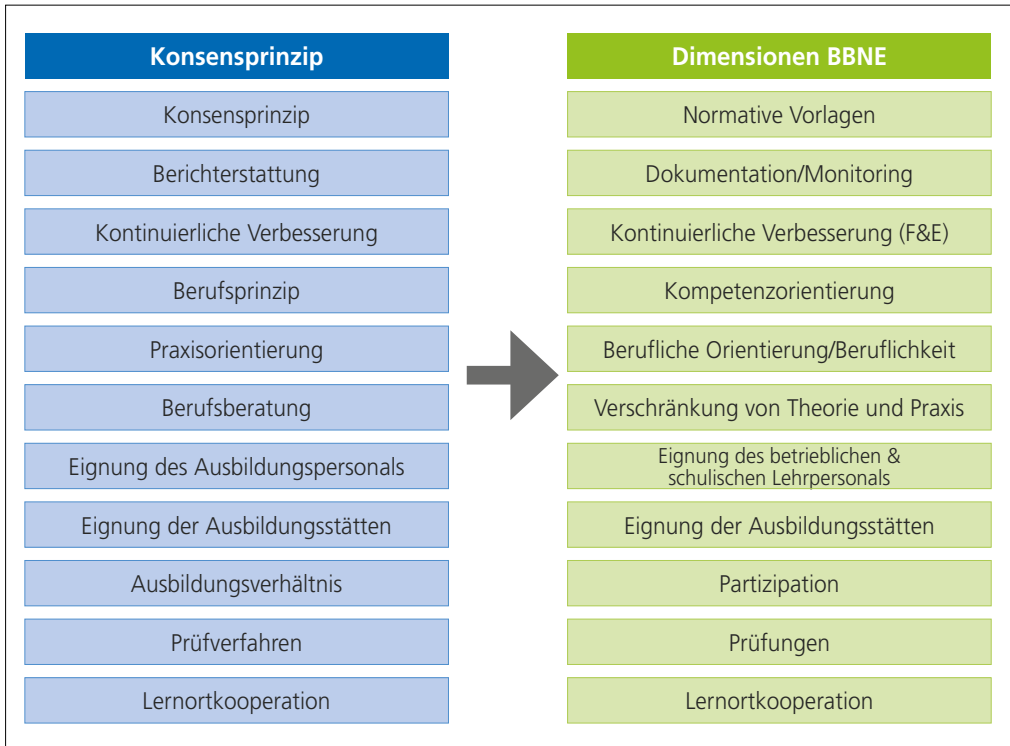 Konsensprinzip
Konsensprinzip
Berichterstattung
Kontinuierliche Verbesserung
Berufsprinzip
Praxisorientierung
Berufsberatung
Eignung des Ausbildungspersonals
Eignung der Ausbildungsstätten
Ausbildungsverhältnis
Prüfverfahren
Lernortkooperation
Dimensionen BBNE
Normative Vorlagen
Dokumentation/Monitoring
Kontinuierliche Verbesserung (F&E)
Kompetenzorientierung
Berufliche Orientierung/Beruflichkeit
Verschränkung von Theorie und Praxis
Eignung des betrieblichen &
schulischen Lehrpersonals
Eignung der Ausbildungsstätten
Partizipation
Prüfungen
Lernortkooperation